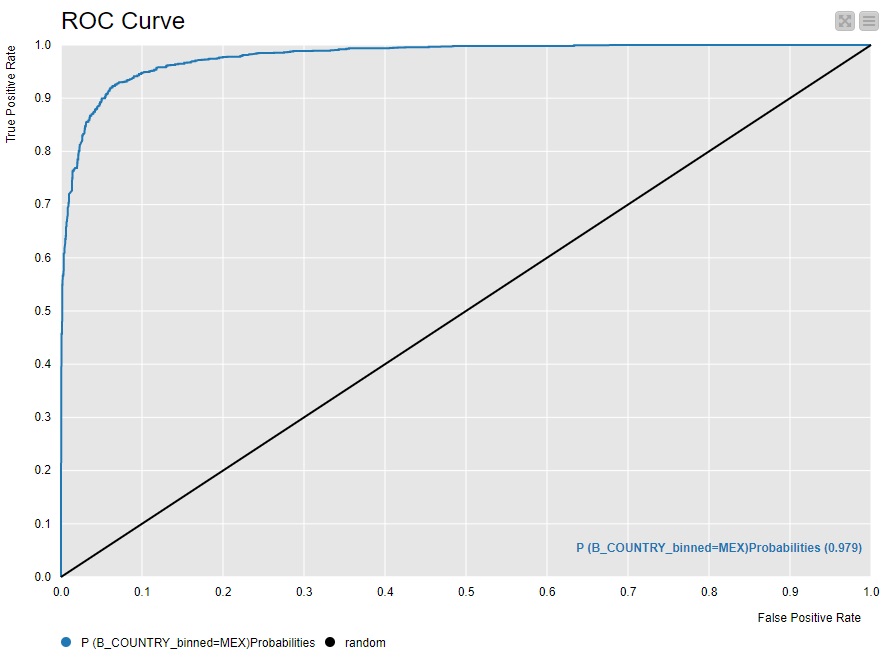 ROC Curve
True Positive Rate
1.0
0.9
0.8
0.7
0.6
0.5
0.4
0.3
0.2
0.1
0.0
P (B_COUNTRY_binned=MEX)Probabilities (0.979)
0.0 0.1 0.2 0.3 0.4 0.5 0.6 0.7 0.8 0.9 1.0
False Positive Rate
P (B_COUNTRY_binned=MEX)Probabilities random